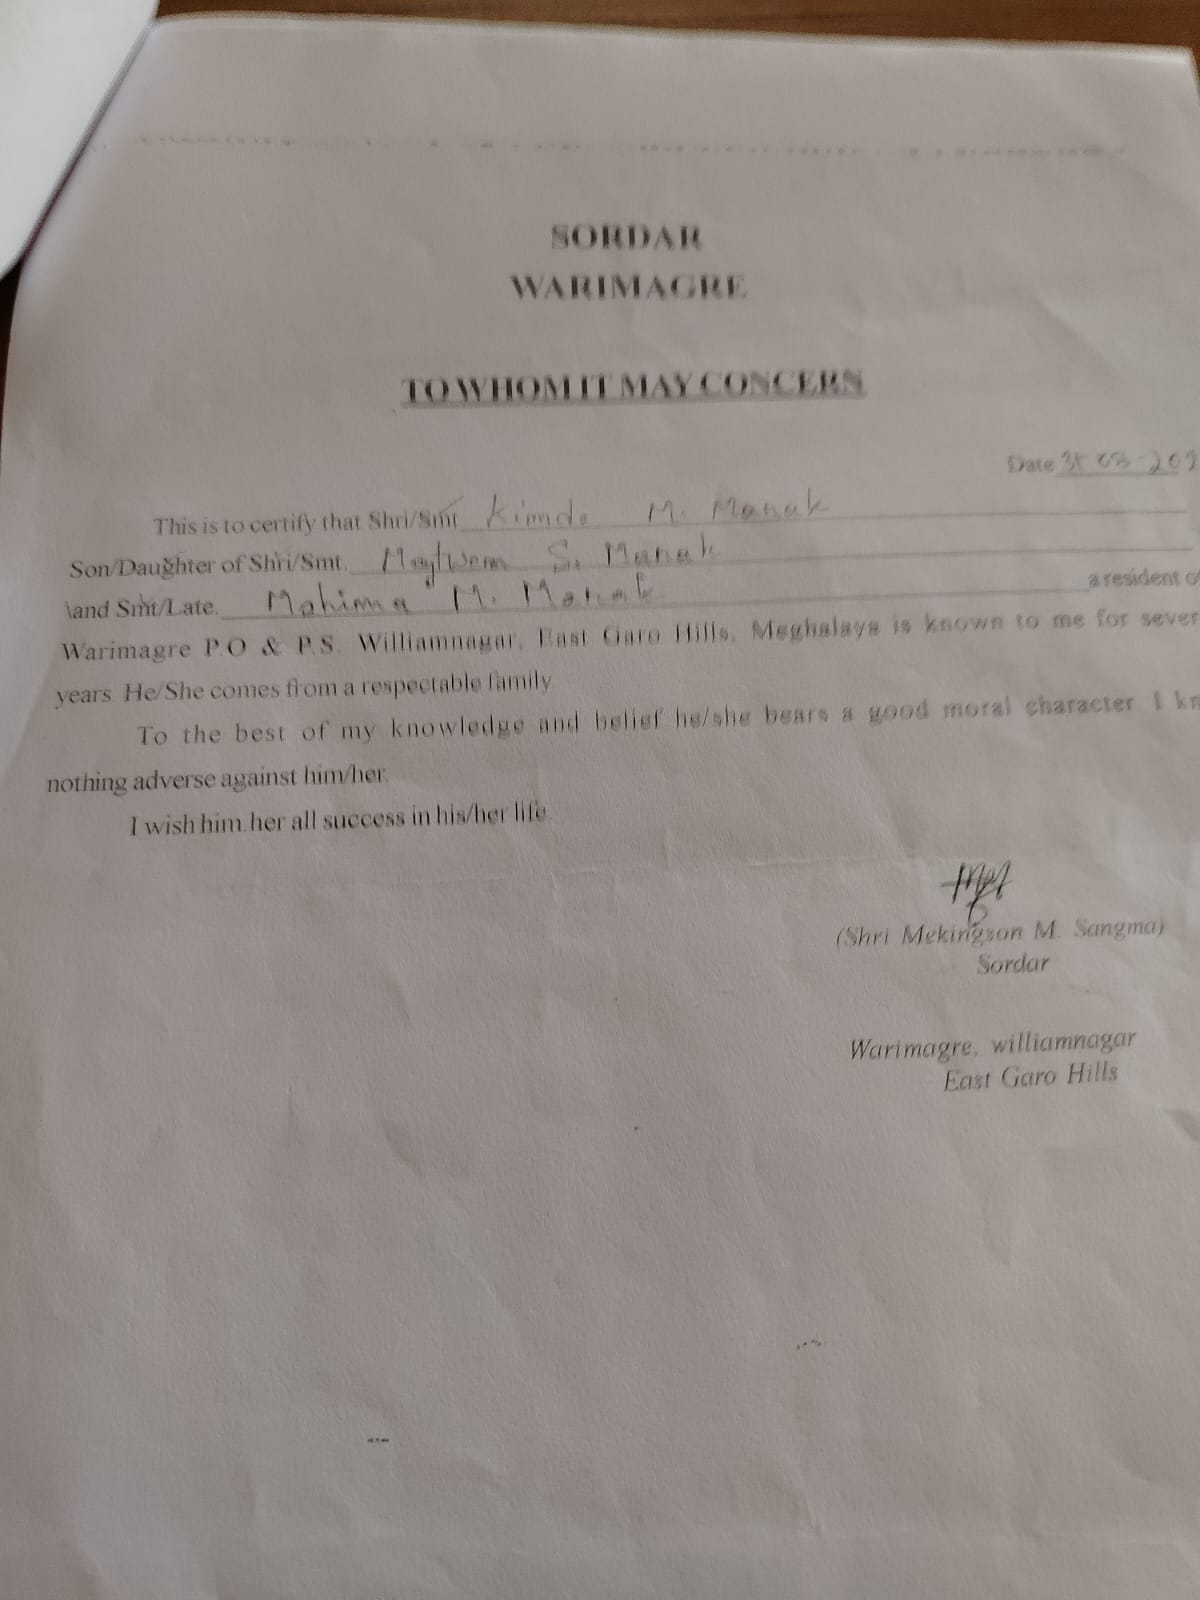 SORDAR
WARIMAGRE
TO WHOM IT MAY CONCERN
Date
This is to certify that Shri/Smt M. Marak
Son/Daughter of Shri/Smt. S. Marak
\and Smt/Late. Mahima M. Marak a resident of
Warimagre P.O & P.S. Williamnagar, East Garo Hills, Meghalaya is known to me for sever
years. He/She comes from a respectable family.
To the best of my knowledge and belief he/she bears a good moral character I kn
nothing adverse against him/her.
I wish him.her all success in his/her life.
(Shri Mekingson M. Sangma)
Sordar
Warimagre, williamnagar
East Garo Hills